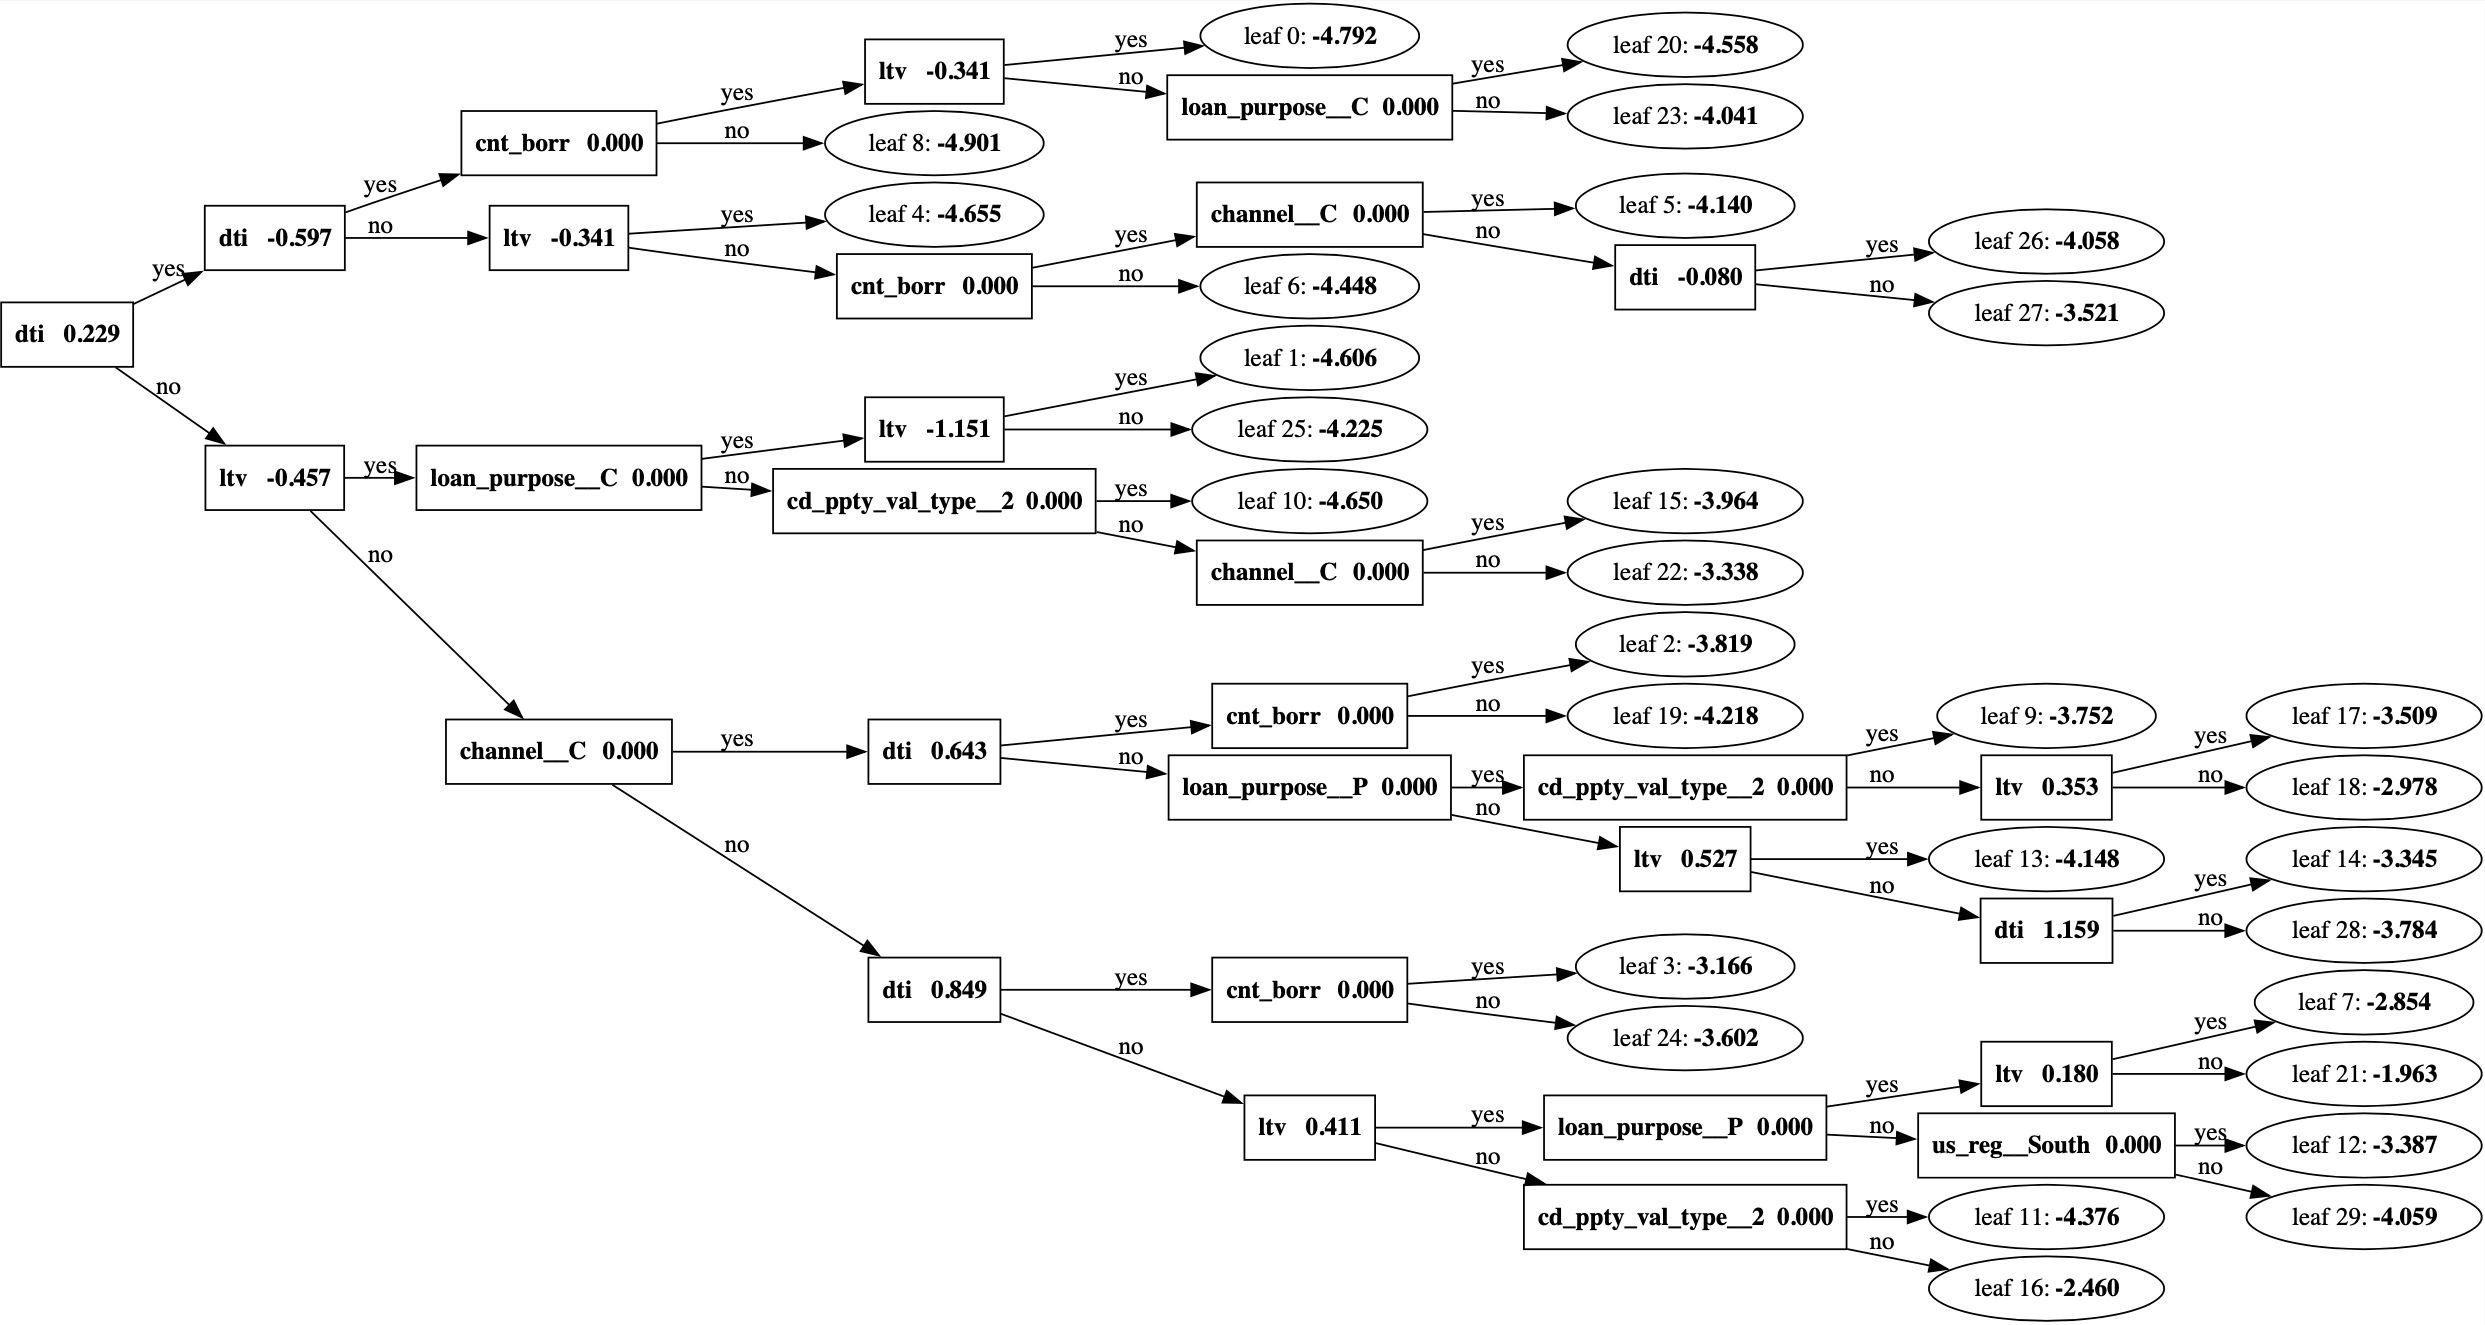 dti 0.229
yes
no
dti -0.597
yes
no
cnt_borr 0.000
yes
no
ltv -0.341
yes
no
leaf 0: -4.792
loan_purpose__C 0.000
yes
no
leaf 20: -4.558
leaf 23: -4.041
leaf 8: -4.901
ltv -0.341
yes
no
leaf 4: -4.655
cnt_borr 0.000
yes
no
channel__C 0.000
yes
no
leaf 5: -4.140
dti -0.080
yes
no
leaf 26: -4.058
leaf 27: -3.521
leaf 6: -4.448
ltv -0.457
yes
no
loan_purpose__C 0.000
yes
no
ltv -1.151
yes
no
leaf 1: -4.606
leaf 25: -4.225
cd_ppty_val_type__2 0.000
yes
no
leaf 10: -4.650
channel__C 0.000
yes
no
leaf 15: -3.964
leaf 22: -3.338
channel__C 0.000
yes
no
dti 0.643
yes
no
cnt_borr 0.000
yes
no
leaf 2: -3.819
leaf 19: -4.218
loan_purpose__P 0.000
yes
no
cd_ppty_val_type__2 0.000
yes
no
leaf 9: -3.752
ltv 0.353
yes
no
leaf 17: -3.509
leaf 18: -2.978
ltv 0.527
yes
no
leaf 13: -4.148
dti 1.159
yes
no
leaf 14: -3.345
leaf 28: -3.784
dti 0.849
yes
no
cnt_borr 0.000
yes
no
leaf 3: -3.166
leaf 24: -3.602
ltv 0.411
yes
no
loan_purpose__P 0.000
yes
no
ltv 0.180
yes
no
leaf 7: -2.854
leaf 21: -1.963
us_reg__South 0.000
yes
no
leaf 12: -3.387
leaf 29: -4.059
cd_ppty_val_type__2 0.000
yes
no
leaf 11: -4.376
leaf 16: -2.460